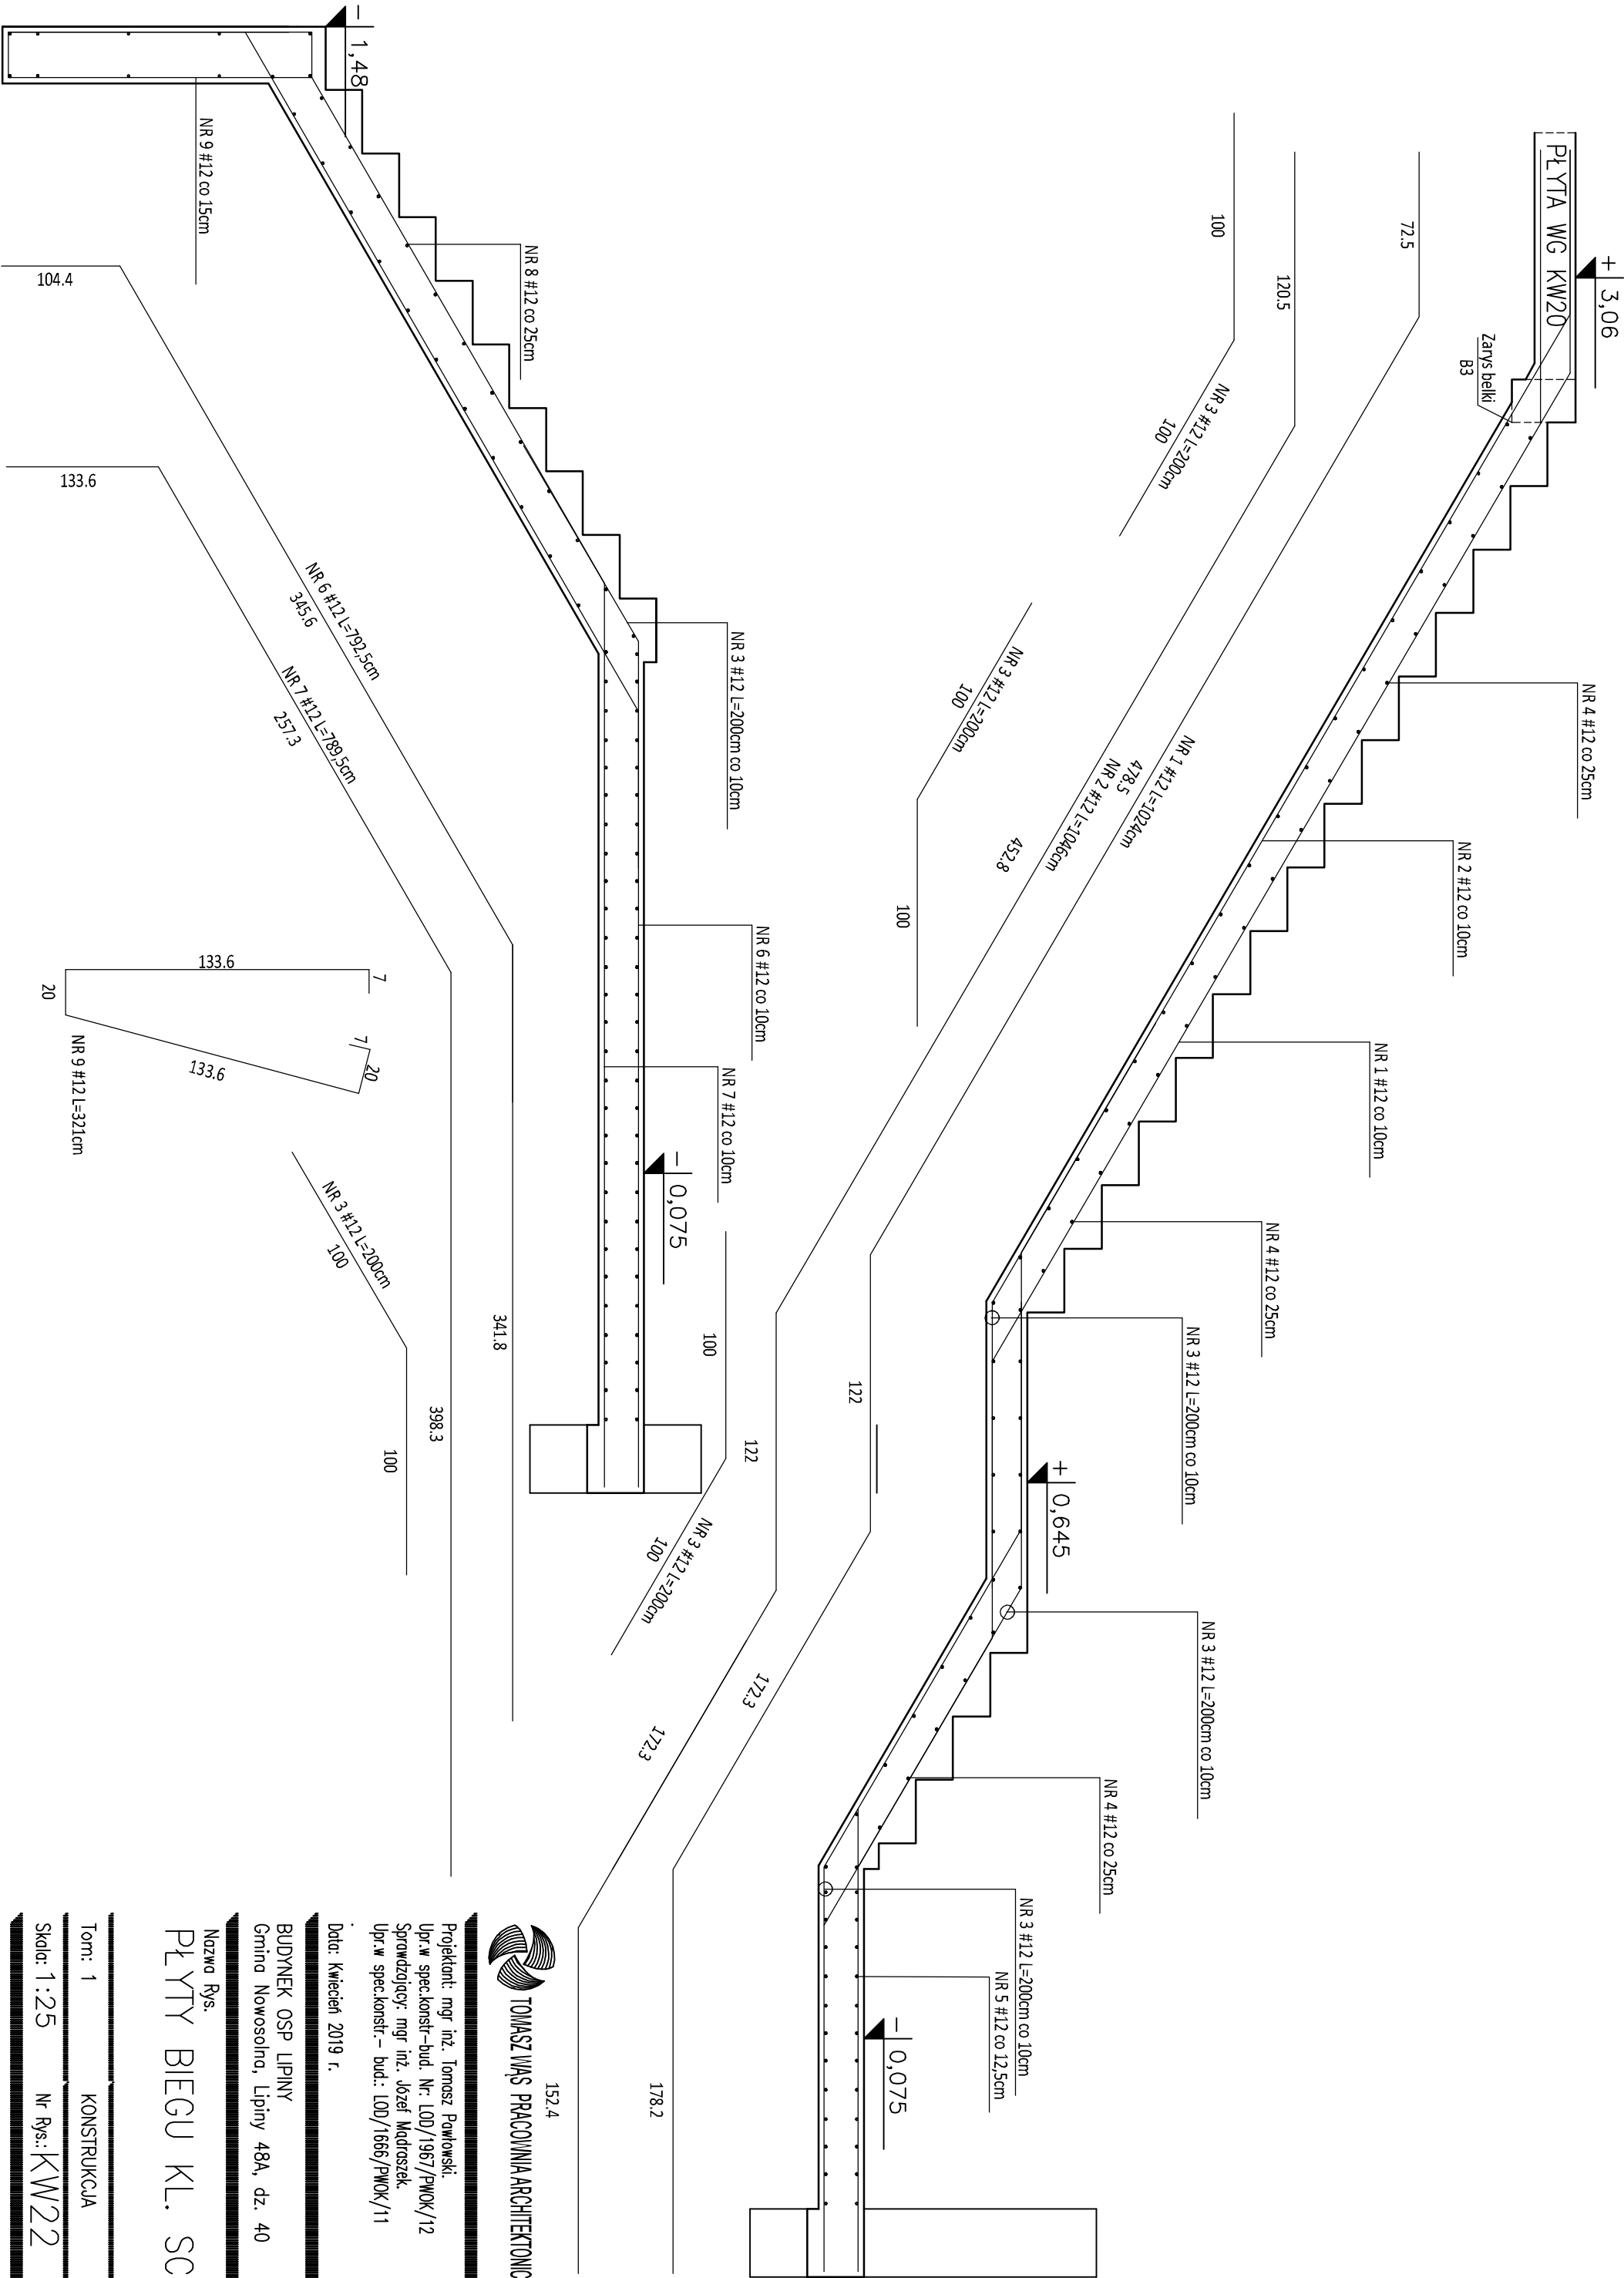 +
3,06
PŁYTA WG KW20
Zarys belki
B3
NR 4 #12 co 25cm
NR 2 #12 co 10cm
NR 1 #12 co 10cm
NR 4 #12 co 25cm
NR 3 #12 L=200cm co 10cm
+
0,645
NR 3 #12 L=200cm co 10cm
NR 4 #12 co 25cm
NR 3 #12 L=200cm co 10cm
NR 5 #12 co 12,5cm
-
0,075
72.5
NR 1 #12 L=1024cm
478.5
122
172.3
178.2
120.5
NR 2 #12 L=1046cm
452.8
122
172.3
152.4
100
NR 3 #12 L=200cm
100
NR 3 #12 L=200cm
100
100
100
NR 3 #12 L=200cm
100
-
1,48
NR 9 #12 co 15cm
NR 8 #12 co 25cm
NR 3 #12 L=200cm co 10cm
NR 6 #12 co 10cm
NR 7 #12 co 10cm
-
0,075
104.4
NR 6 #12 L=792,5cm
345.6
341.8
133.6
NR 7 #12 L=789,5cm
257.3
398.3
133.6
7
7
20
133.6
20
NR 9 #12 L=321cm
NR 3 #12 L=200cm
100
100
TOMASZ WĄS PRACOWNIA ARCHITEKTONIC
Projektant: mgr inż. Tomasz Pawłowski.
Upr.w spec.konstr-bud. Nr: LOD/1967/PWOK/12
Sprawdzający: mgr inż. Józef Mądraszek.
Upr.w spec.konstr.- bud.: LOD/1666/PWOK/11
.
Data: Kwiecień 2019 r.
BUDYNEK OSP LIPINY
Gmina Nowosolna, Lipiny 48A, dz. 40
Nazwa Rys.
PŁYTY BIEGU KL. SC
Tom: 1 KONSTRUKCJA
Skala: 1:25 Nr Rys.: KW22